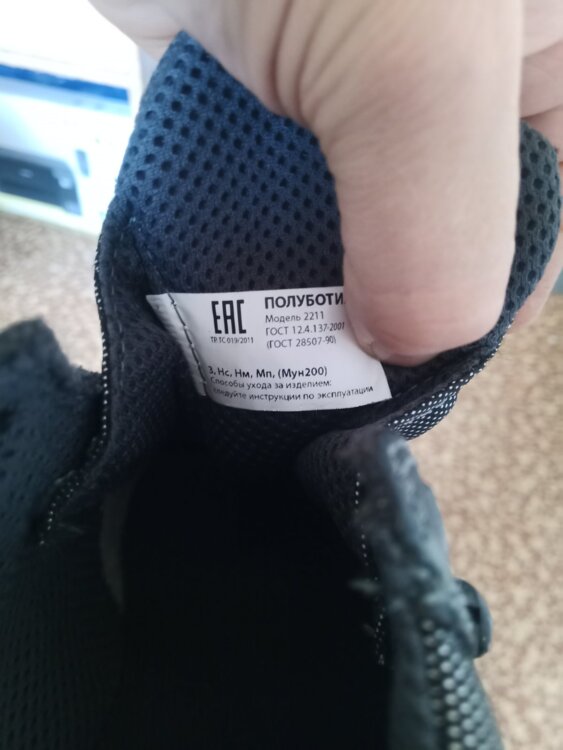 EAC
ТР ТС 019/2011
ПОЛУБОТИ
Модель 2211
ГОСТ 12.4.137-2001
(ГОСТ 28507-90)
З, Нс, Нм, Мп, (Мун200)
Способы ухода за изделием:
следуйте инструкции по эксплуатации